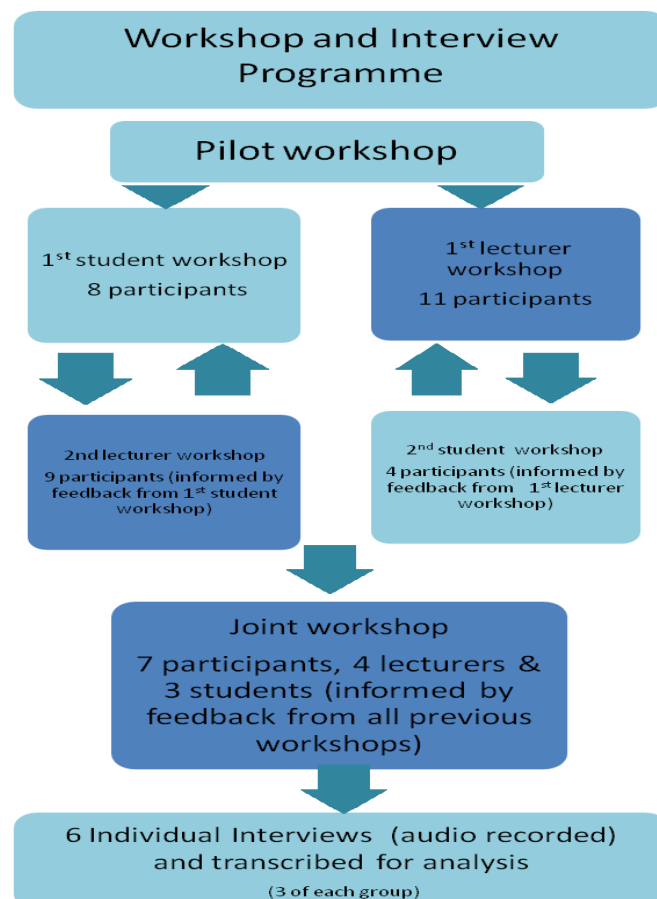 Workshop and Interview
Programme
Pilot workshop
1st student workshop
8 participants
1st lecturer
workshop
11 participants
2nd lecturer workshop
9 participants (informed by
feedback from 1st student
workshop)
2nd student workshop
4 participants (informed by
feedback from 1st lecturer
workshop)
Joint workshop
7 participants, 4 lecturers &
3 students (informed by
feedback from all previous
workshops)
6 Individual Interviews (audio recorded)
and transcribed for analysis
(3 of each group)